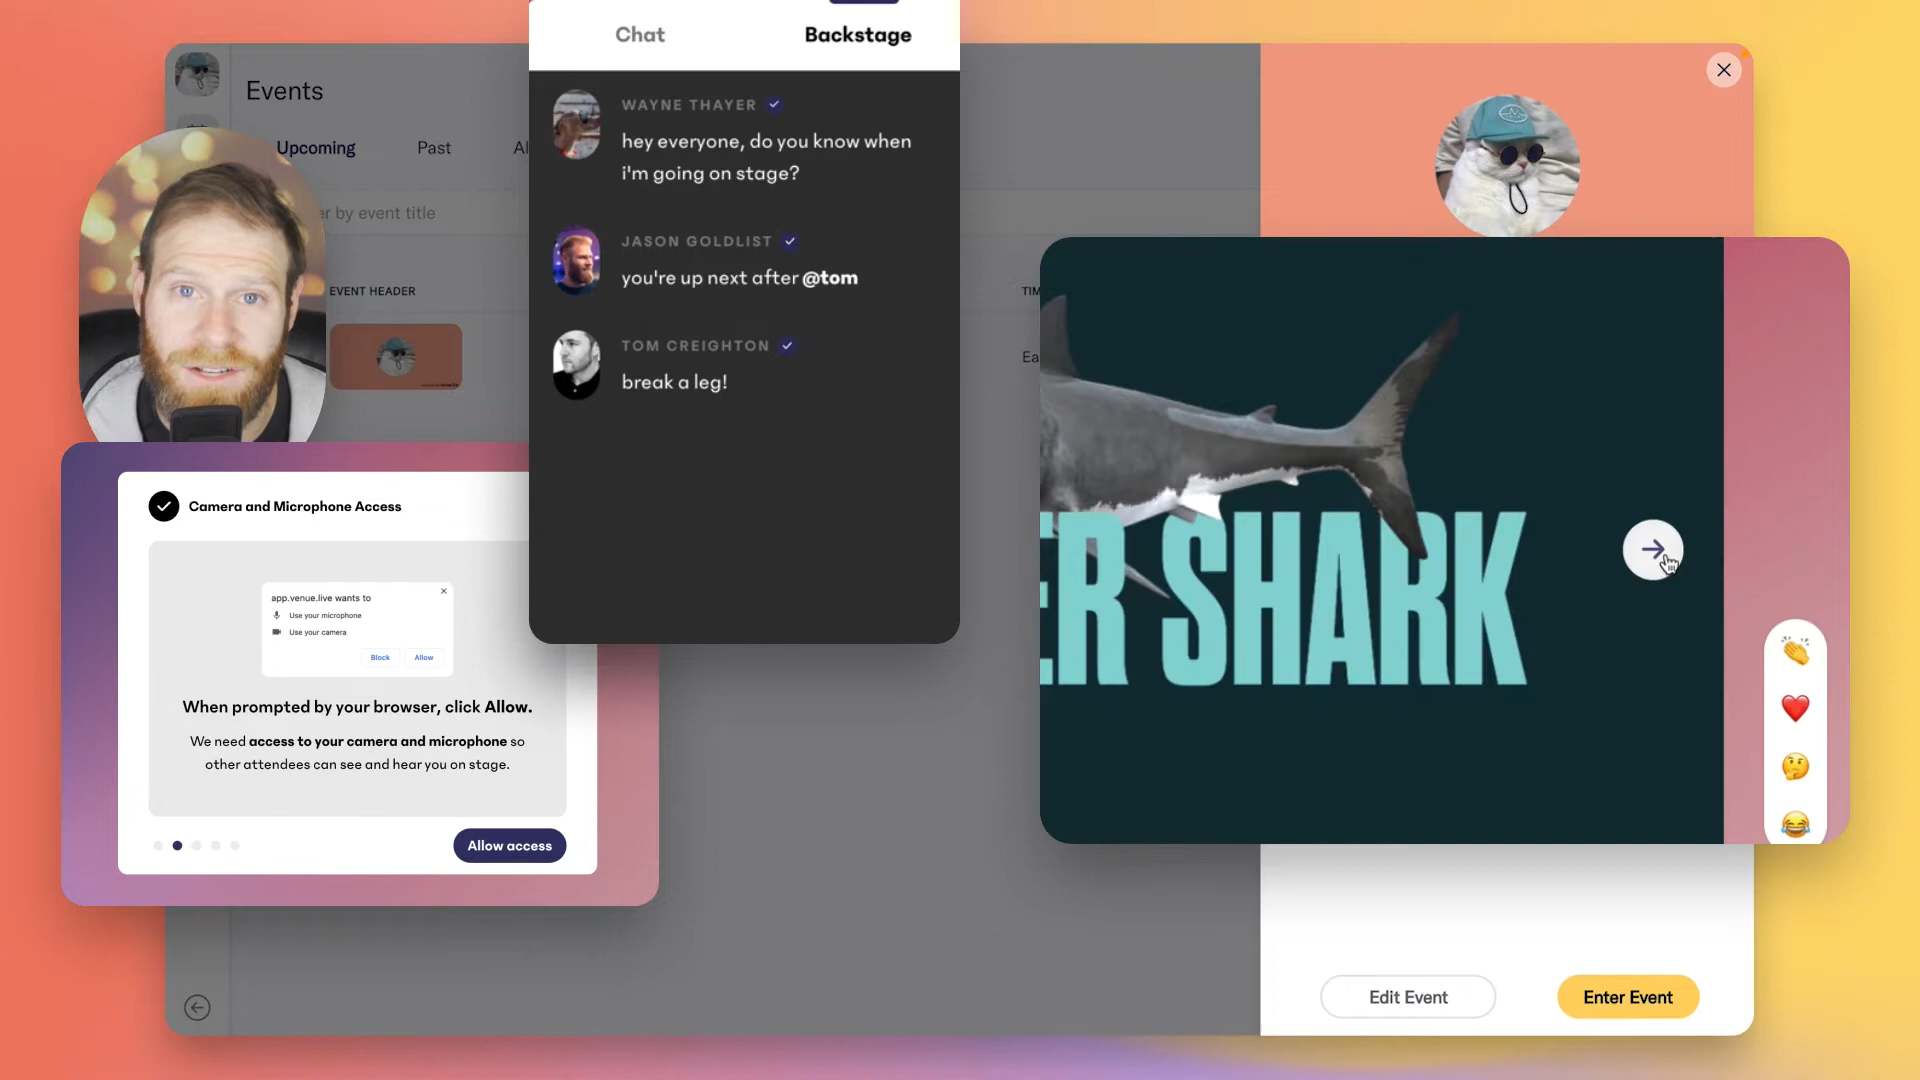 Chat
Backstage
Events
Upcoming
Past
er by event title
EVENT HEADER
WAYNE THAYER
hey everyone, do you know when
i'm going on stage?
JASON GOLDLIST
you're up next after @tom
TOM CREIGHTON
break a leg!
Camera and Microphone Access
app.venue.live wants to
Use your microphone
Use your camera
Block
Allow
When prompted by your browser, click Allow.
We need access to your camera and microphone so
other attendees can see and hear you on stage.
Allow access
ER SHARK
Edit Event
Enter Event